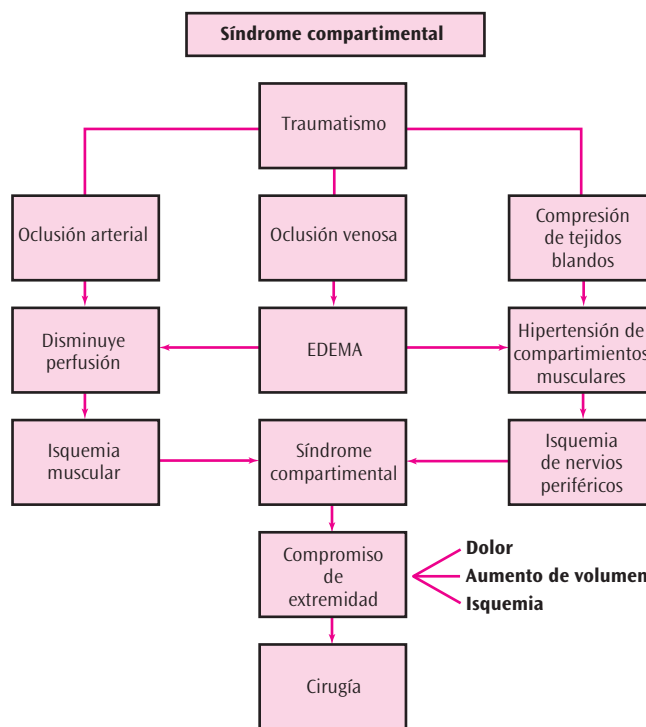 Síndrome compartimental
Traumatismo
Oclusión arterial
Oclusión venosa
Compresión
de tejidos
blandos
Disminuye
perfusión
EDEMA
Hipertensión de
compartimientos
musculares
Isquemia
muscular
Síndrome
compartimental
Isquemia
de nervios
periféricos
Compromiso
de
extremidad
Dolor
Aumento de volumen
Isquemia
Cirugía